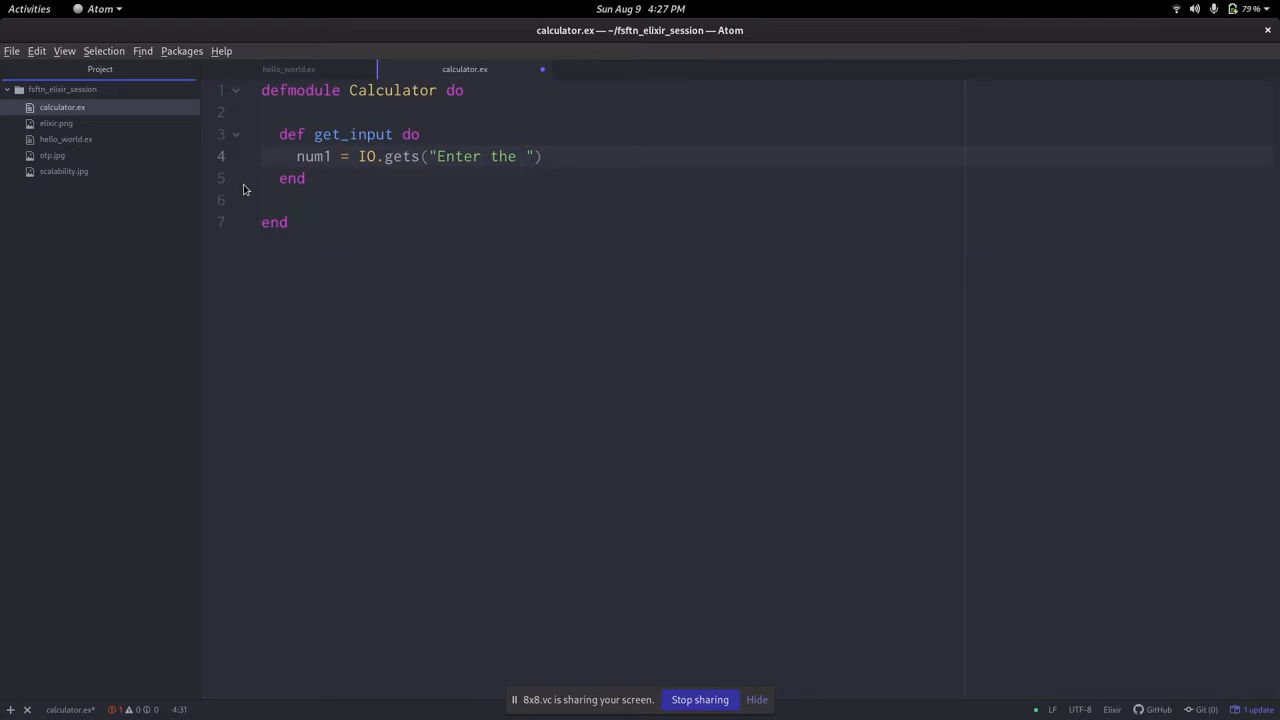 Activities
Atom
Sun Aug 9 4:27 PM
79 %
calculator.ex — ~/fsftn_elixir_session — Atom
File Edit View Selection Find Packages Help
Project
hello_world.ex
calculator.ex
fsftn_elixir_session
calculator.ex
elixir.png
hello_world.ex
otp.jpg
scalability.jpg
1 defmodule Calculator do
2
3 def get_input do
4 num1 = IO.gets("Enter the ")
5 end
6
7 end
8x8.vc is sharing your screen. Stop sharing Hide
calculator.ex* 1 0 0 4:31 LF UTF-8 Elixir GitHub Git (0) 1 update